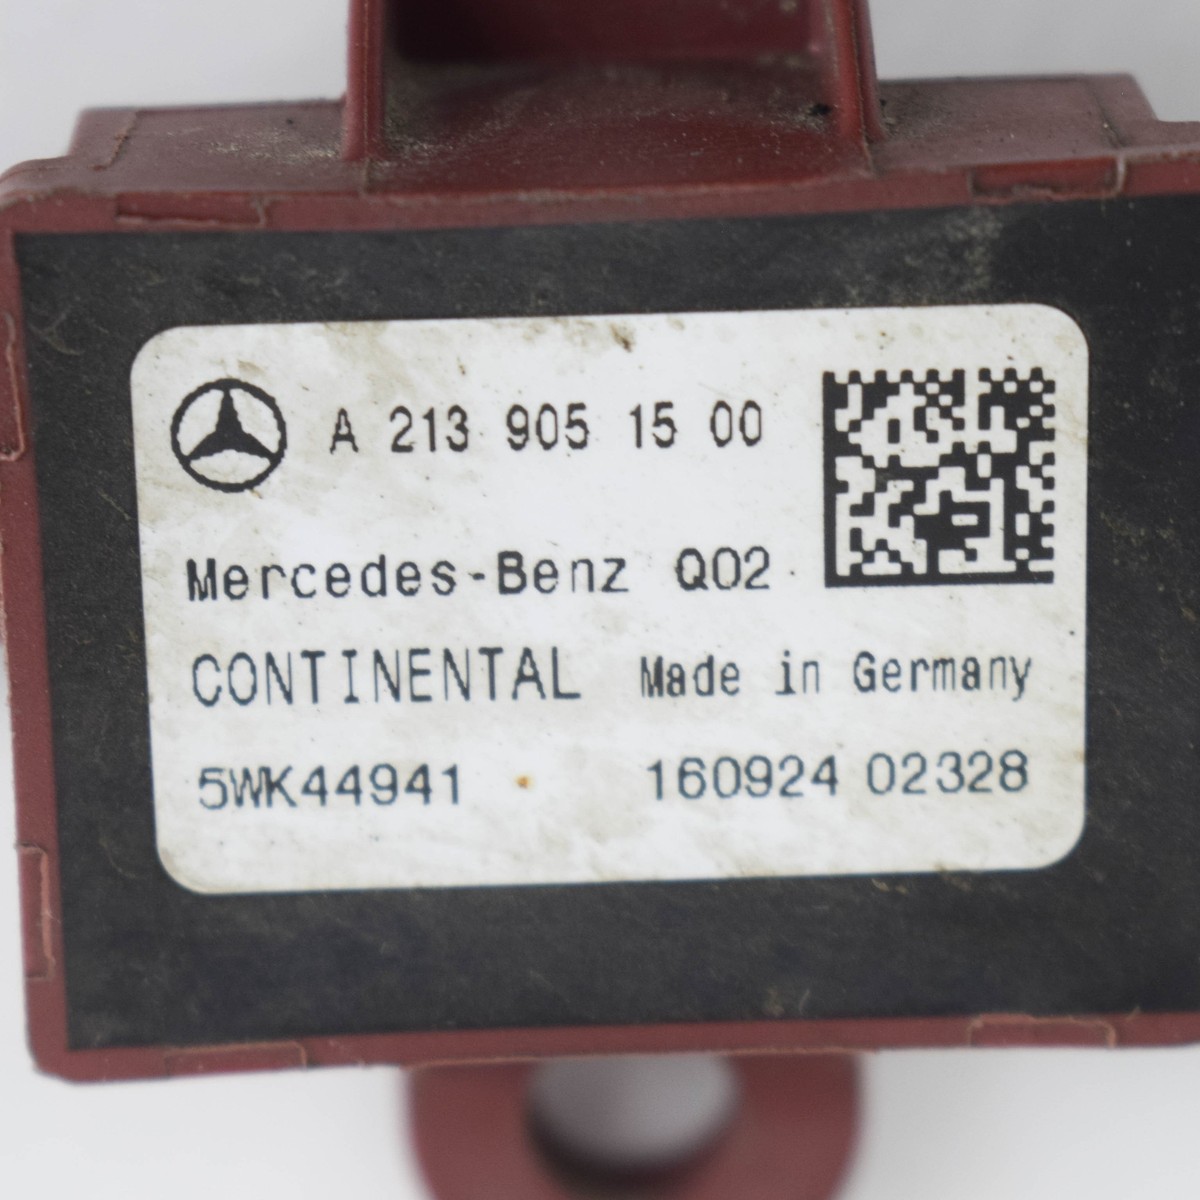 A 213 905 15 00
Mercedes-Benz Q02
CONTINENTAL Made in Germany
5WK44941 160924 02328